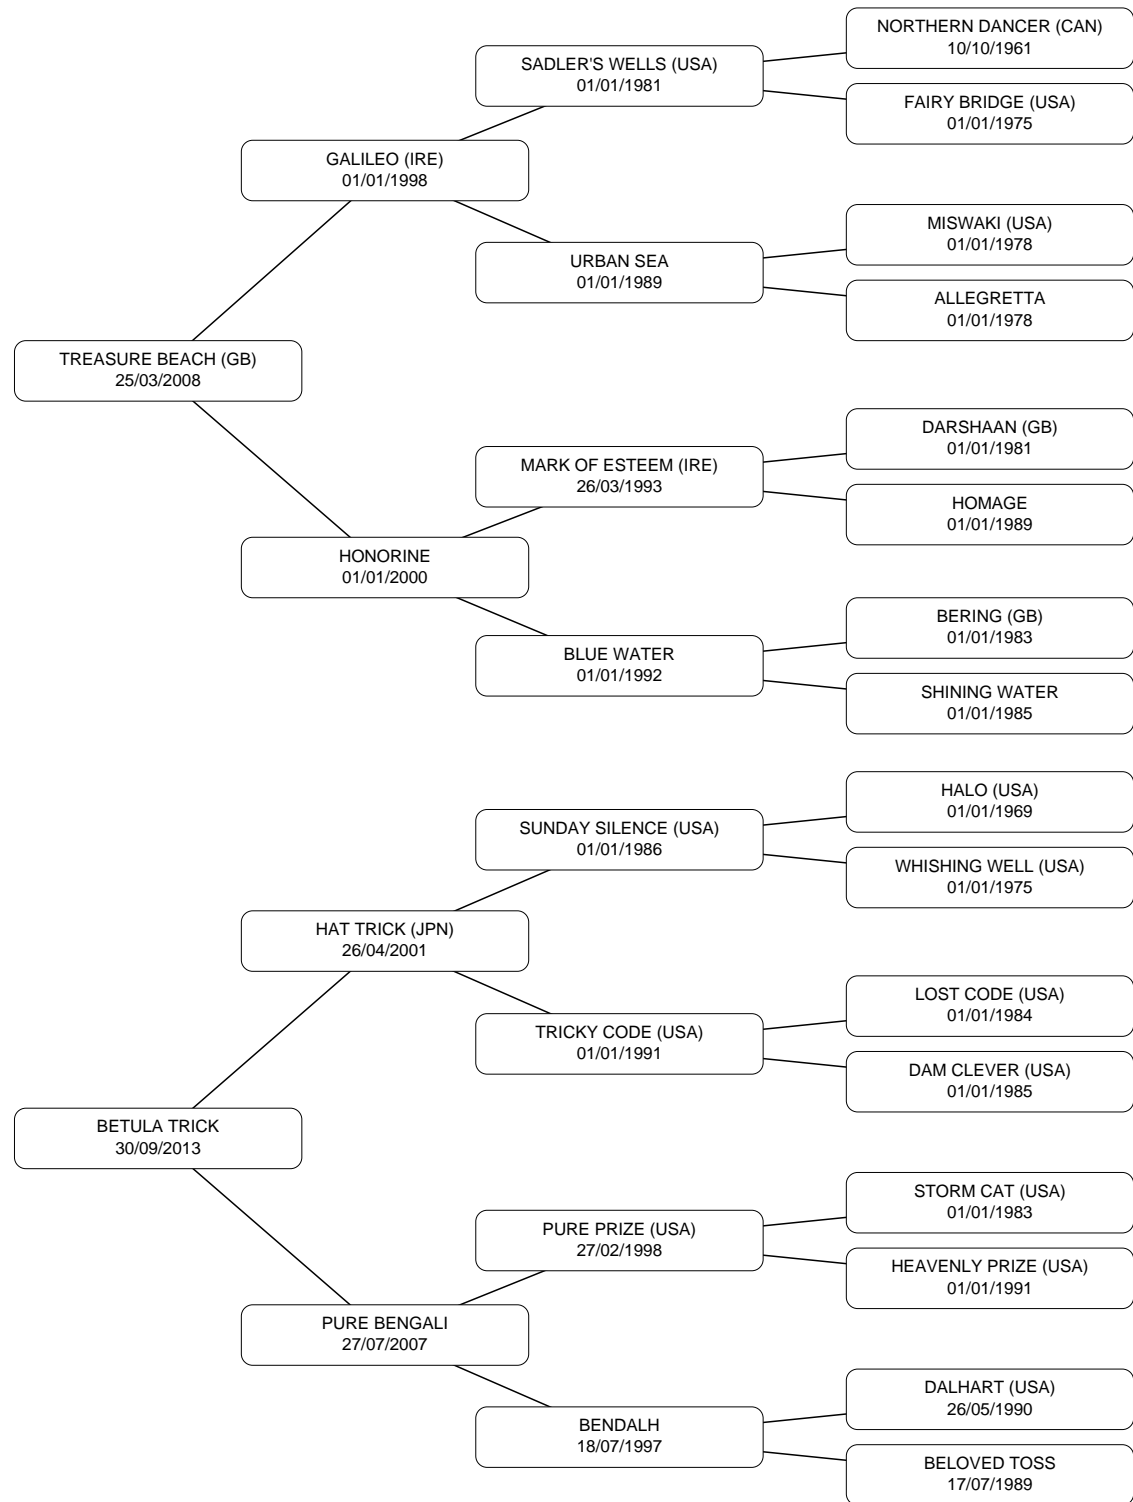 NORTHERN DANCER (CAN)
10/10/1961
SADLER'S WELLS (USA)
01/01/1981
FAIRY BRIDGE (USA)
01/01/1975
GALILEO (IRE)
01/01/1998
MISWAKI (USA)
01/01/1978
URBAN SEA
01/01/1989
ALLEGRETTA
01/01/1978
TREASURE BEACH (GB)
25/03/2008
DARSHAAN (GB)
01/01/1981
MARK OF ESTEEM (IRE)
26/03/1993
HOMAGE
01/01/1989
HONORINE
01/01/2000
BERING (GB)
01/01/1983
BLUE WATER
01/01/1992
SHINING WATER
01/01/1985
HALO (USA)
01/01/1969
SUNDAY SILENCE (USA)
01/01/1986
WHISHING WELL (USA)
01/01/1975
HAT TRICK (JPN)
26/04/2001
LOST CODE (USA)
01/01/1984
TRICKY CODE (USA)
01/01/1991
DAM CLEVER (USA)
01/01/1985
BETULA TRICK
30/09/2013
STORM CAT (USA)
01/01/1983
PURE PRIZE (USA)
27/02/1998
HEAVENLY PRIZE (USA)
01/01/1991
PURE BENGALI
27/07/2007
DALHART (USA)
26/05/1990
BENDALH
18/07/1997
BELOVED TOSS
17/07/1989